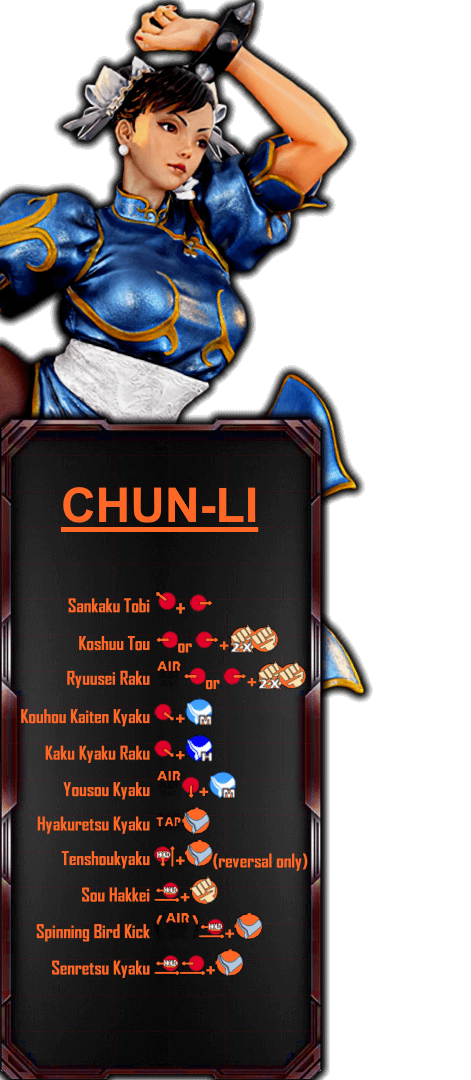 CHUN-LI
Sankaku Tobi +
Koshuu Tou or + 2X
AIR
Ryuusei Raku or + 2X
Kouhou Kaiten Kyaku + M
Kaku Kyaku Raku + H
AIR
Yousou Kyaku + M
Hyakuretsu Kyaku TAP
Tenshoukyaku HOLD + (reversal only)
Sou Hakkei HOLD +
Spinning Bird Kick (AIR) HOLD +
Senretsu Kyaku HOLD +